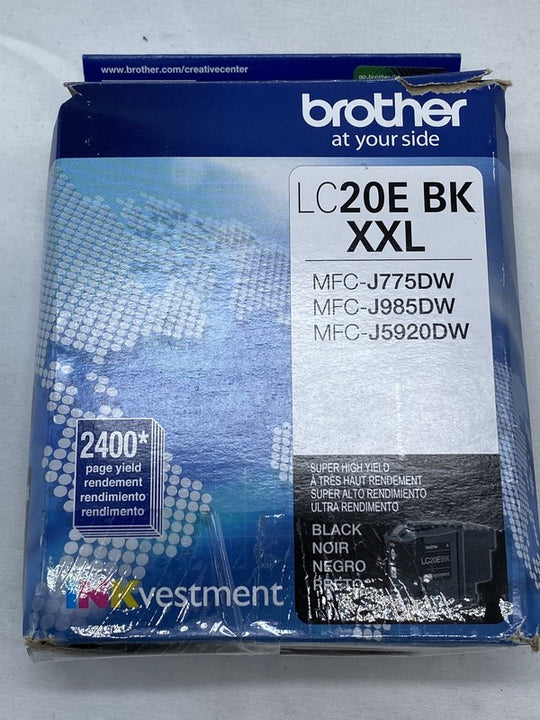 www.brother.com/creativecenter
brother
at your side
LC20E BK
XXL
MFC-J775DW
MFC-J985DW
MFC-J5920DW
2400*
page yield
rendement
rendimiento
rendimento
SUPER HIGH YIELD
À TRÈS HAUT RENDEMENT
SUPER ALTO RENDIMIENTO
ULTRA RENDIMENTO
BLACK
NOIR
NEGRO
PRETO
brother
LC20EBK
INKvestment